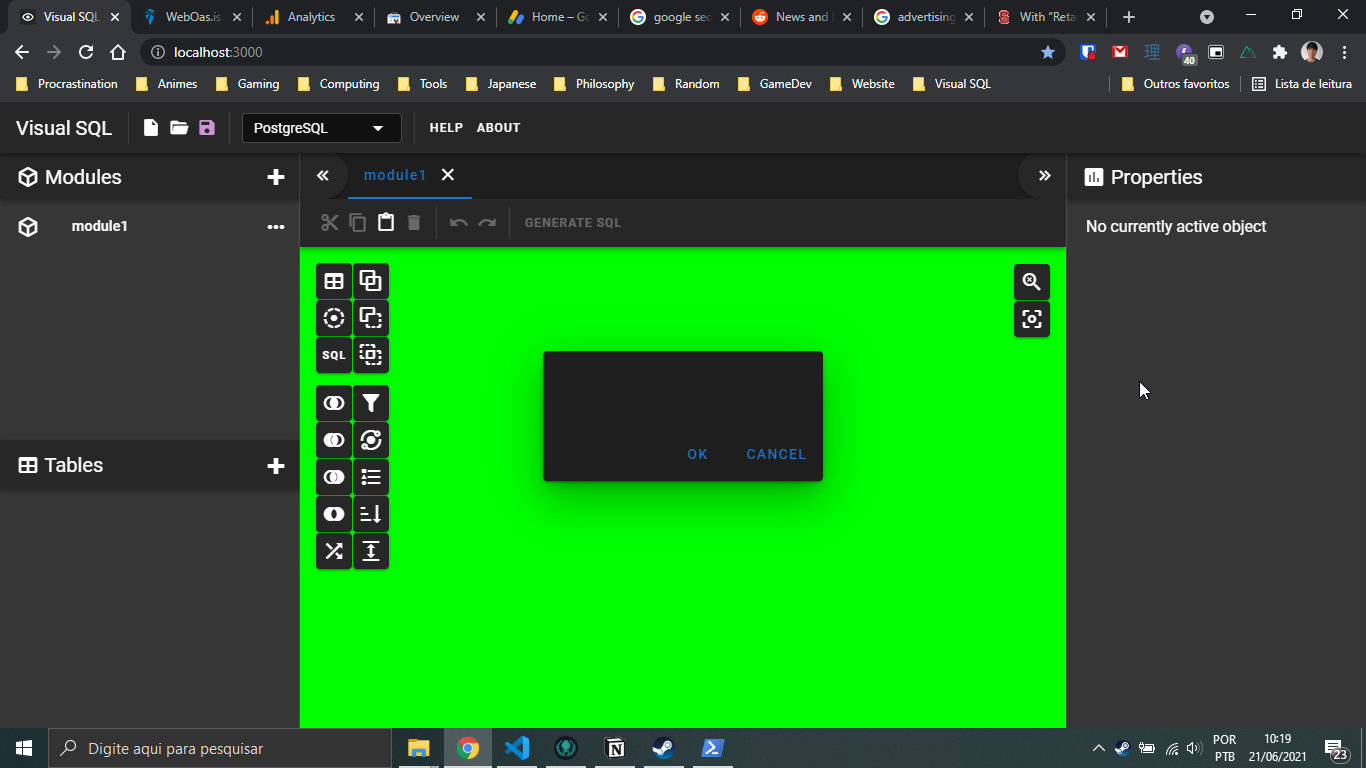 Visual SQL
WebOas.is
Analytics
Overview
Home – Go
google sec
News and
advertising
With “Reta
localhost:3000
40
Procrastination
Animes
Gaming
Computing
Tools
Japanese
Philosophy
Random
GameDev
Website
Visual SQL
Outros favoritos
Lista de leitura
Visual SQL
PostgreSQL
HELP
ABOUT
Modules
module1
Properties
module1
No currently active object
GENERATE SQL
SQL
OK
CANCEL
Tables
Digite aqui para pesquisar
POR
PTB
10:19
21/06/2021
23